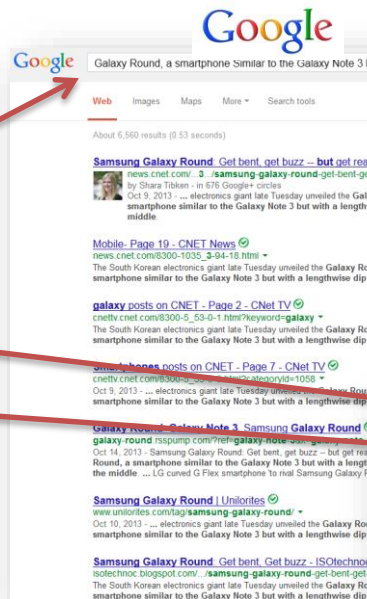 Google
Google
Galaxy Round, a smartphone Similar to the Galaxy Note 3
Web Images Maps More Search tools
About 6,560 results (0.53 seconds)
Samsung Galaxy Round: Get bent, get buzz – but get rea
news.cnet.com/...3.../samsung-galaxy-round-get-bent-ge
by Shara Tibken - in 676 Google+ circles
Oct 9, 2013 - ... electronics giant late Tuesday unveiled the Gal
smartphone similar to the Galaxy Note 3 but with a length
middle.
Mobile- Page 19 - CNET News
news.cnet.com/8300-1035_3-94-18.html
The South Korean electronics giant late Tuesday unveiled the Galaxy Ro
smartphone similar to the Galaxy Note 3 but with a lengthwise dip
galaxy posts on CNET - Page 2 - CNet TV
cnettv.cnet.com/8300-5_53-0-1.html?keyword=galaxy
The South Korean electronics giant late Tuesday unveiled the Galaxy Ro
smartphone similar to the Galaxy Note 3 but with a lengthwise dip
posts on CNET - Page 7 - CNet TV
Oct 9, 2013 - ... electronics giant late Tuesday unveiled the Galaxy Rou
smartphone similar to the Galaxy Note 3 but with a lengthwise dip
Galaxy Round: Galaxy Note 3, Samsung Galaxy Round
Oct 14, 2013 - Samsung Galaxy Round: Get bent, get buzz – but get rea
Round, a smartphone similar to the Galaxy Note 3 but with a length
the middle. ... LG curved G Flex smartphone 'to rival Samsung Galaxy R
Samsung Galaxy Round | Unilorites
www.unilorites.com/tag/samsung-galaxy-round/
Oct 10, 2013 - ... electronics giant late Tuesday unveiled the Galaxy Ro
smartphone similar to the Galaxy Note 3 but with a lengthwise dip
Samsung Galaxy Round: Get bent, Get buzz - ISOtechnoc
isotechnoc.blogspot.com/.../samsung-galaxy-round-get-bent-get
The South Korean electronics giant late Tuesday unveiled the Galaxy Ro
smartphone similar to the Galaxy Note 3 but with a lengthwise dip